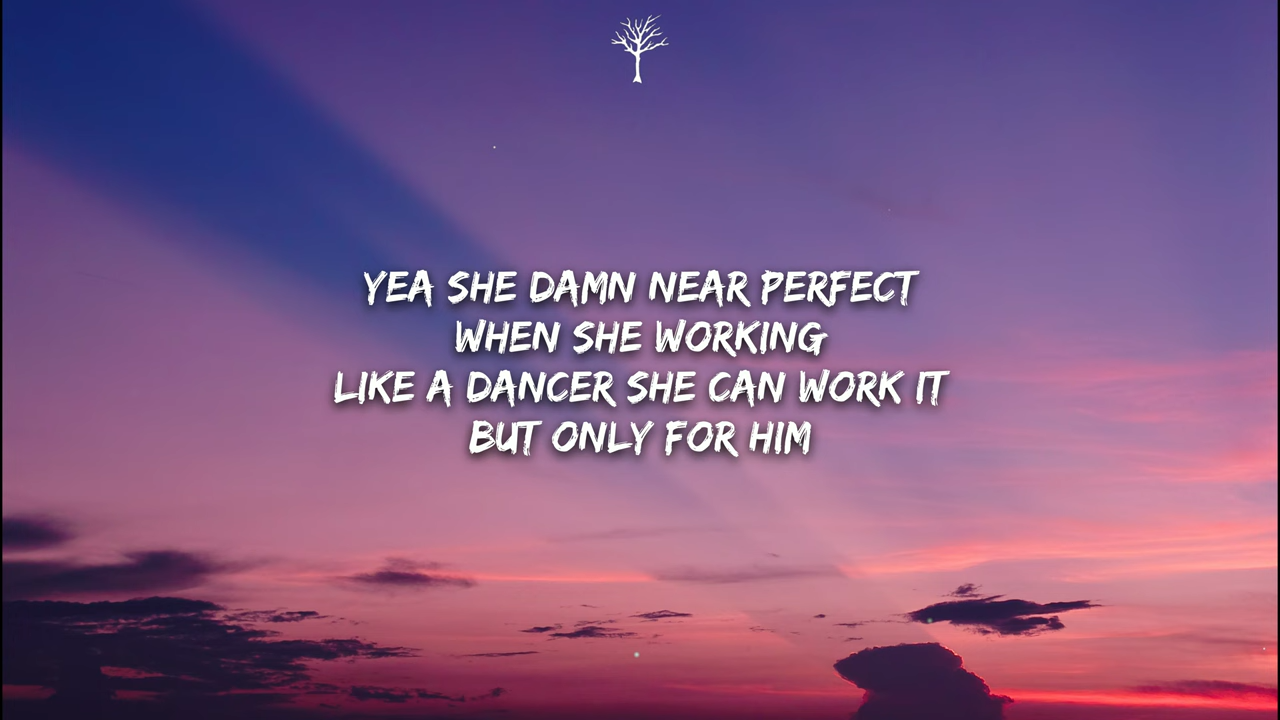 YEA SHE DAMN NEAR PERFECT
WHEN SHE WORKING
LIKE A DANCER SHE CAN WORK IT
BUT ONLY FOR HIM